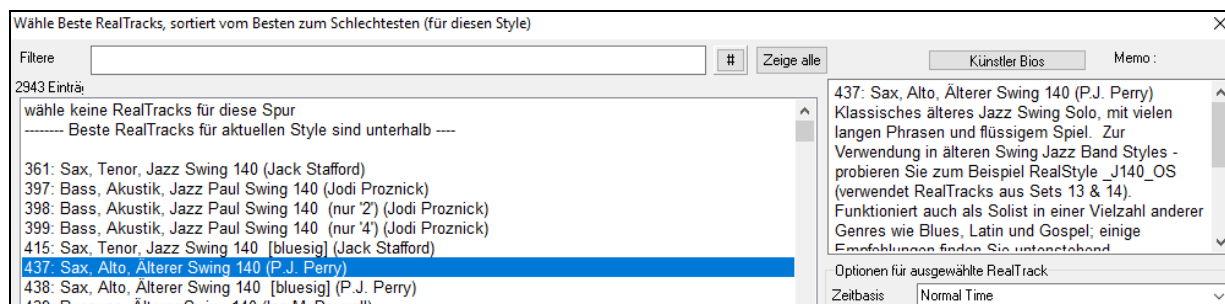 Wähle Beste RealTracks, sortiert vom Besten zum Schlechtesten (für diesen Style)
Filtere # Zeige alle Künstler Bios Memo :
2943 Einträ
wähle keine RealTracks für diese Spur
-------- Beste RealTracks für aktuellen Style sind unterhalb ----
361: Sax, Tenor, Jazz Swing 140 (Jack Stafford)
397: Bass, Akustik, Jazz Paul Swing 140 (Jodi Proznick)
398: Bass, Akustik, Jazz Paul Swing 140 (nur '2') (Jodi Proznick)
399: Bass, Akustik, Jazz Paul Swing 140 (nur '4') (Jodi Proznick)
415: Sax, Tenor, Jazz Swing 140 [bluesig] (Jack Stafford)
437: Sax, Alto, Älterer Swing 140 (P.J. Perry)
438: Sax, Alto, Älterer Swing 140 [bluesig] (P.J. Perry)
437: Sax, Alto, Älterer Swing 140 (P.J. Perry)
Klassisches älteres Jazz Swing Solo, mit vielen
langen Phrasen und flüssigem Spiel. Zur
Verwendung in älteren Swing Jazz Band Styles -
probieren Sie zum Beispiel RealStyle _J140_OS
(verwendet RealTracks aus Sets 13 & 14).
Funktioniert auch als Solist in einer Vielzahl anderer
Genres wie Blues, Latin und Gospel; einige
Empfehlungen finden Sie untenstehend
Optionen für ausgewählte RealTrack
Zeitbasis Normal Time